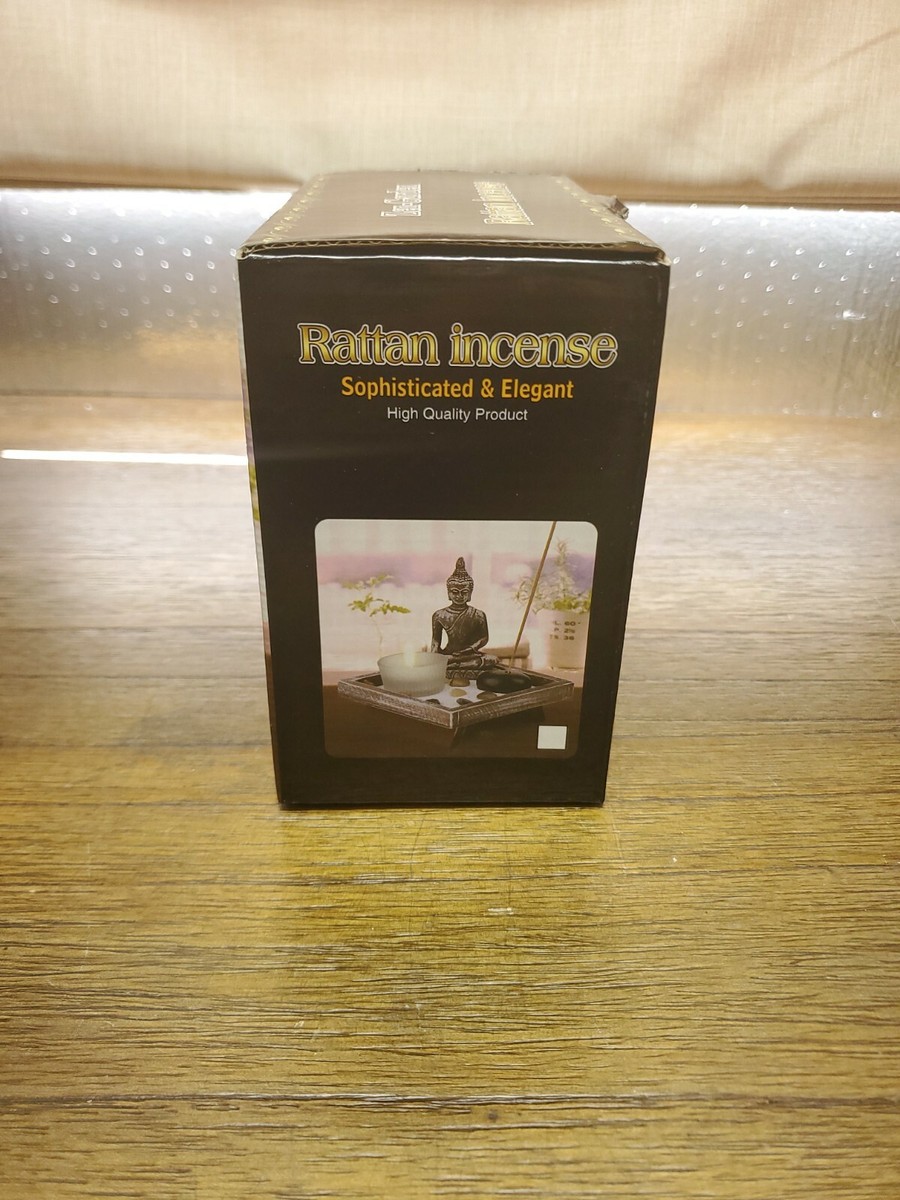 Rattan incense
Sophisticated & Elegant
High Quality Product